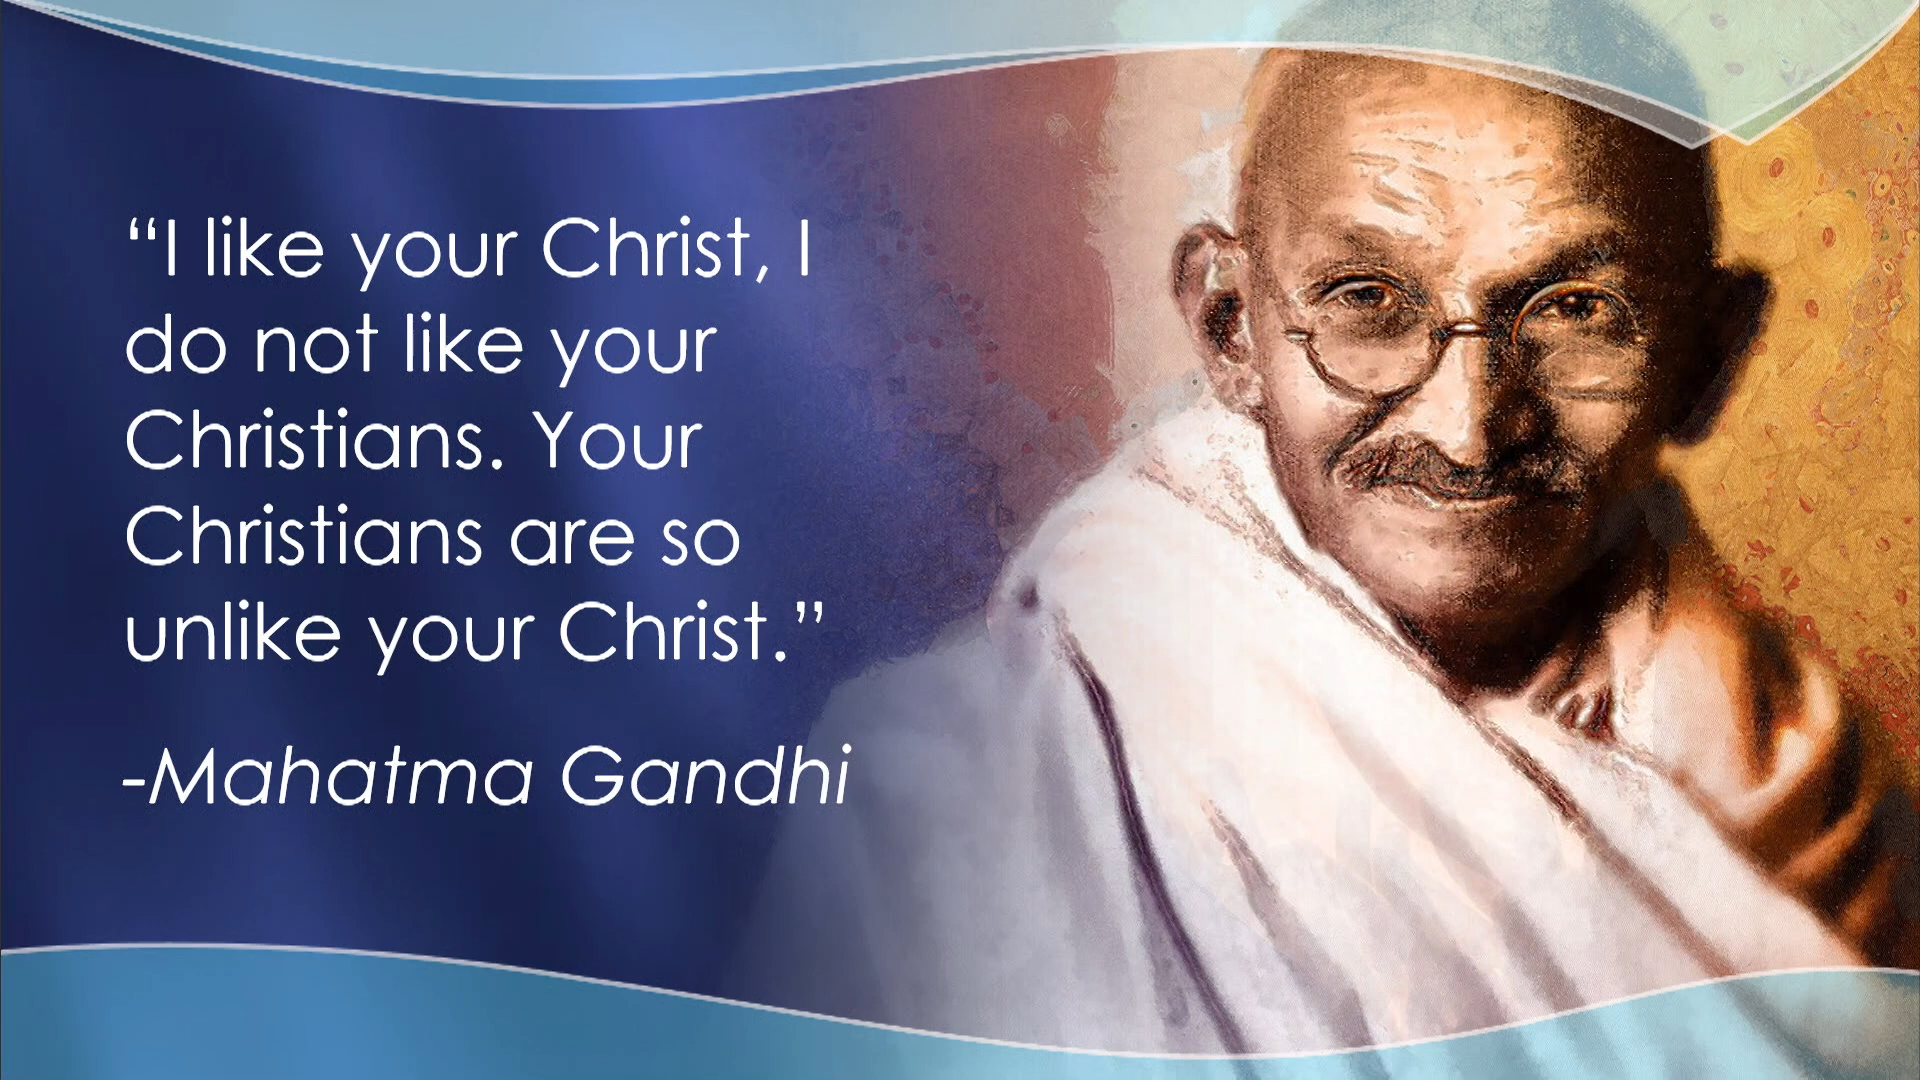 “I like your Christ, I
do not like your
Christians. Your
Christians are so
unlike your Christ.”
-Mahatma Gandhi